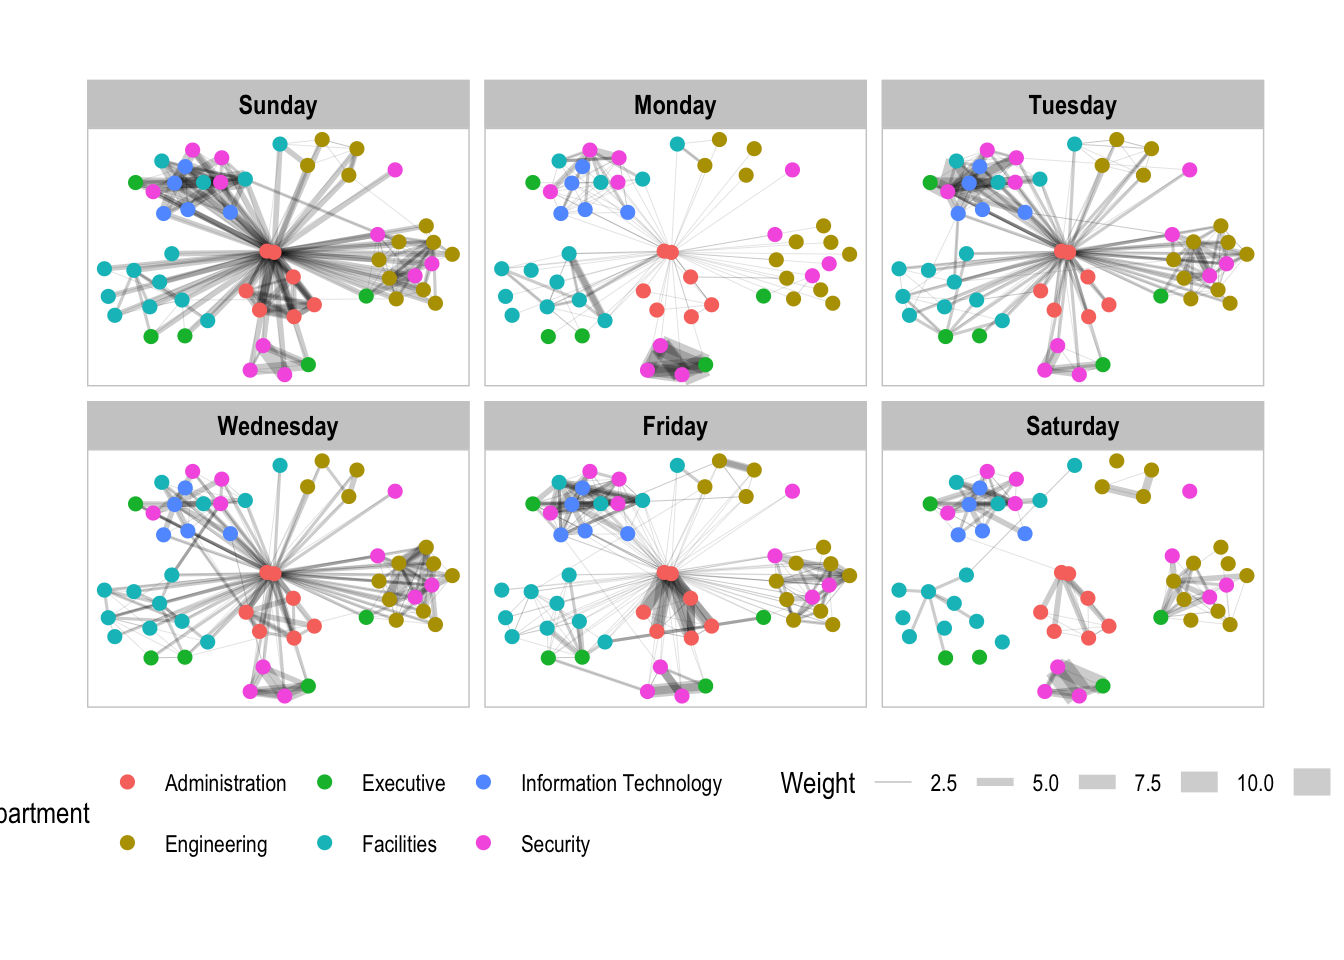 Sunday
Monday
Tuesday
Wednesday
Friday
Saturday
partment
Administration
Executive
Information Technology
Engineering
Facilities
Security
Weight
2.5
5.0
7.5
10.0